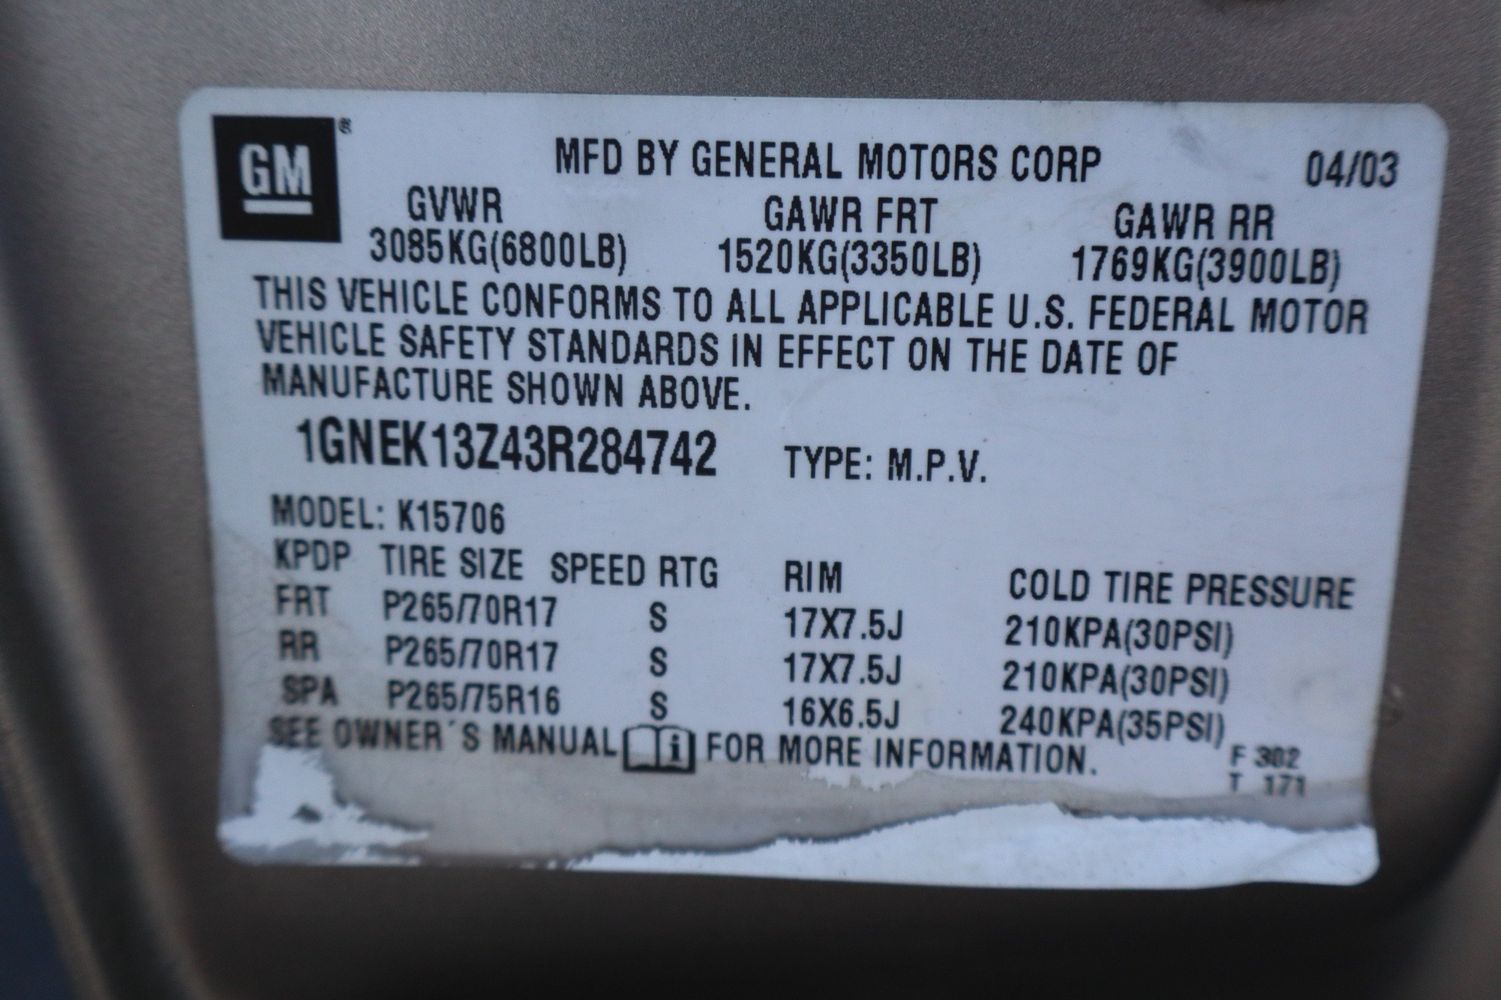 GM®
MFD BY GENERAL MOTORS CORP 04/03
GVWR GAWR FRT GAWR RR
3085KG(6800LB) 1520KG(3350LB) 1769KG(3900LB)
THIS VEHICLE CONFORMS TO ALL APPLICABLE U.S. FEDERAL MOTOR
VEHICLE SAFETY STANDARDS IN EFFECT ON THE DATE OF
MANUFACTURE SHOWN ABOVE.
1GNEK13Z43R284742 TYPE: M.P.V.
MODEL: K15706
KPDP TIRE SIZE SPEED RTG RIM COLD TIRE PRESSURE
FRT P265/70R17 S 17X7.5J 210KPA(30PSI)
RR P265/70R17 S 17X7.5J 210KPA(30PSI)
SPA P265/75R16 S 16X6.5J 240KPA(35PSI)
SEE OWNER´S MANUAL i FOR MORE INFORMATION.
F 302
T 171